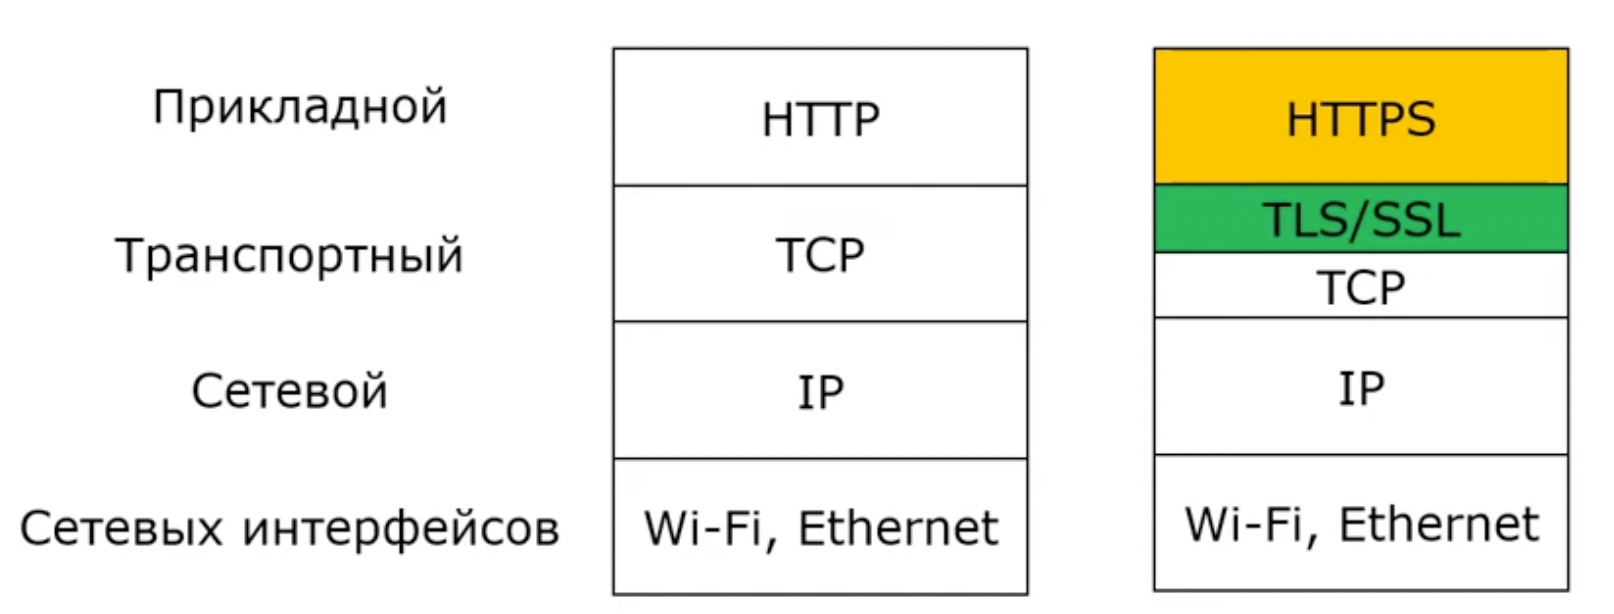 Прикладной
HTTP
HTTPS
TLS/SSL
Транспортный
TCP
TCP
Сетевой
IP
IP
Сетевых интерфейсов
Wi-Fi, Ethernet
Wi-Fi, Ethernet